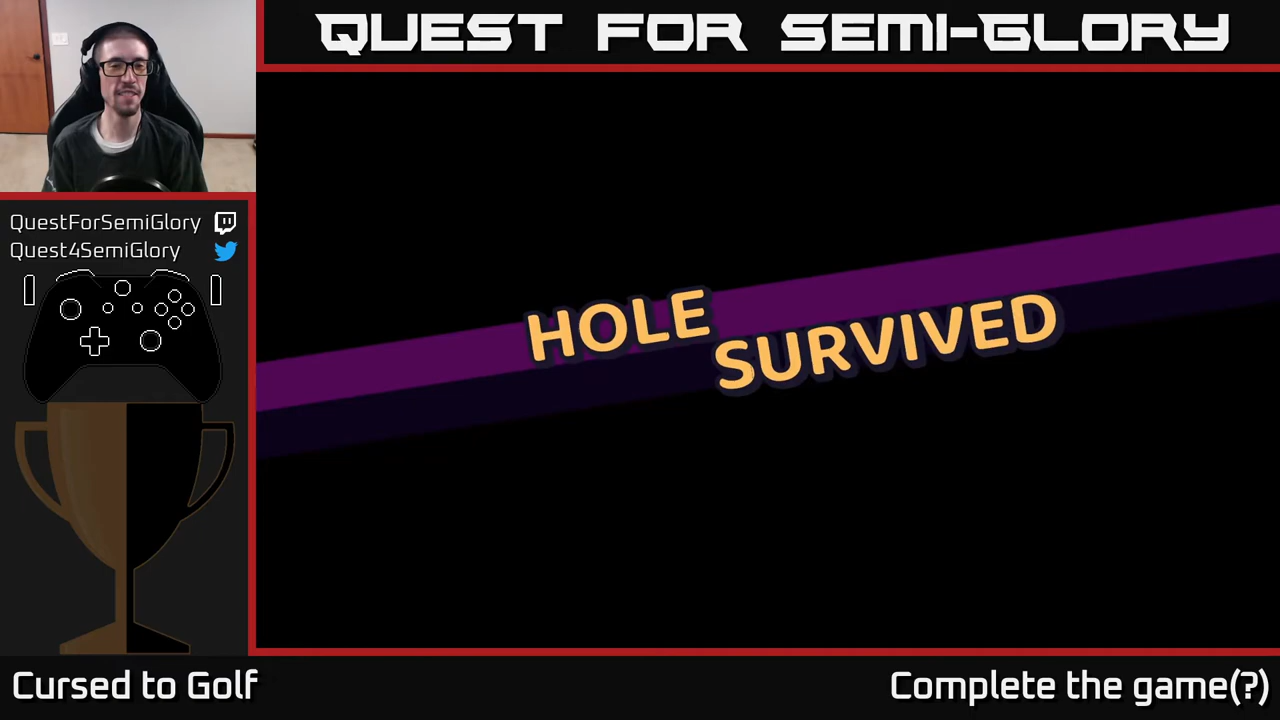 QUEST FOR SEMI-GLORY
QuestForSemiGlory
Quest4SemiGlory
HOLE
SURVIVED
Cursed to Golf
Complete the game(?)